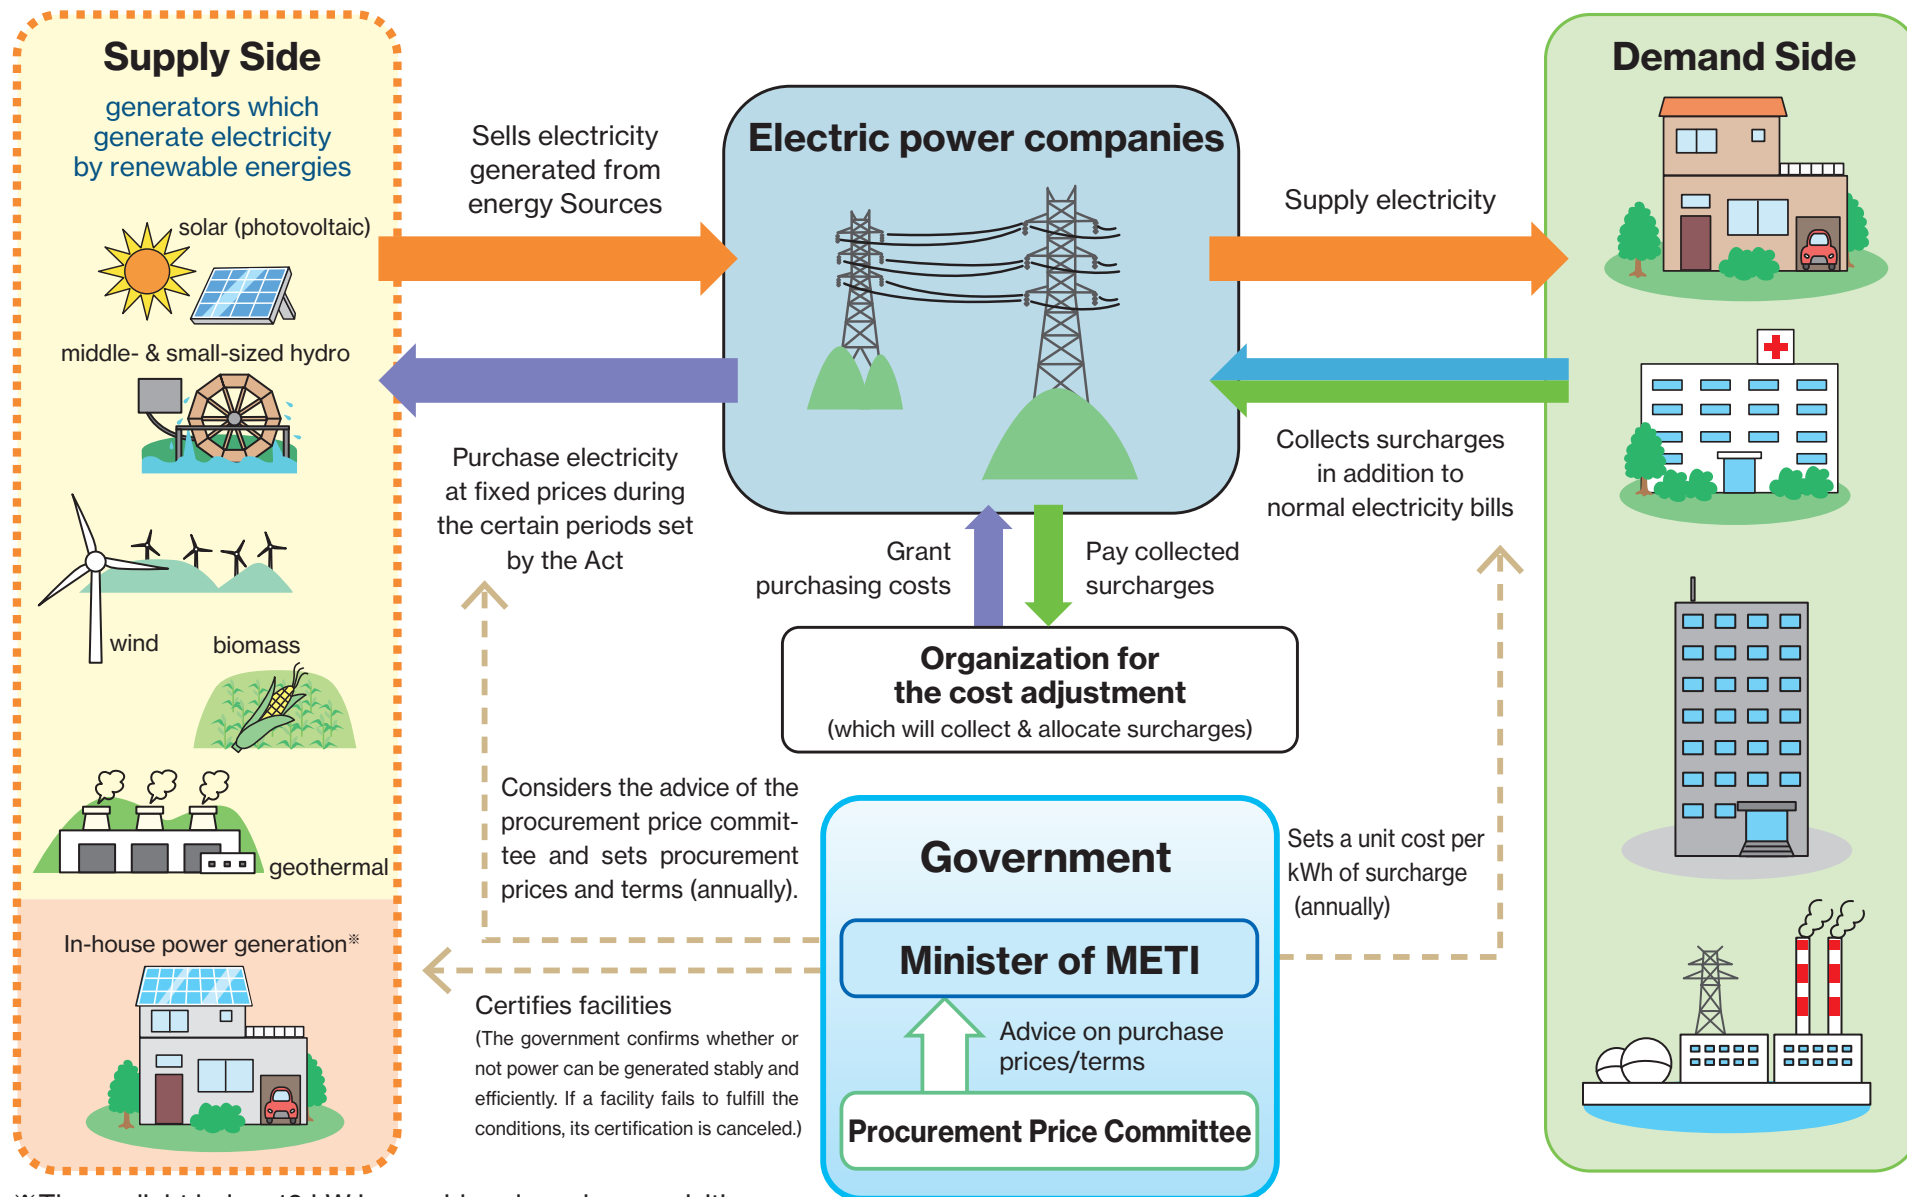 Supply Side
generators which
generate electricity
by renewable energies
solar (photovoltaic)
middle- & small-sized hydro
wind
biomass
geothermal
In-house power generation※
Sells electricity
generated from
energy Sources
Purchase electricity
at fixed prices during
the certain periods set
by the Act
Electric power companies
Supply electricity
Collects surcharges
in addition to
normal electricity bills
Grant
purchasing costs
Pay collected
surcharges
Organization for
the cost adjustment
(which will collect & allocate surcharges)
Considers the advice of the
procurement price commit-
tee and sets procurement
prices and terms (annually).
Certifies facilities
(The government confirms whether or
not power can be generated stably and
efficiently. If a facility fails to fulfill the
conditions, its certification is canceled.)
Government
Minister of METI
Advice on purchase
prices/terms
Procurement Price Committee
Sets a unit cost per
kWh of surcharge
(annually)
Demand Side